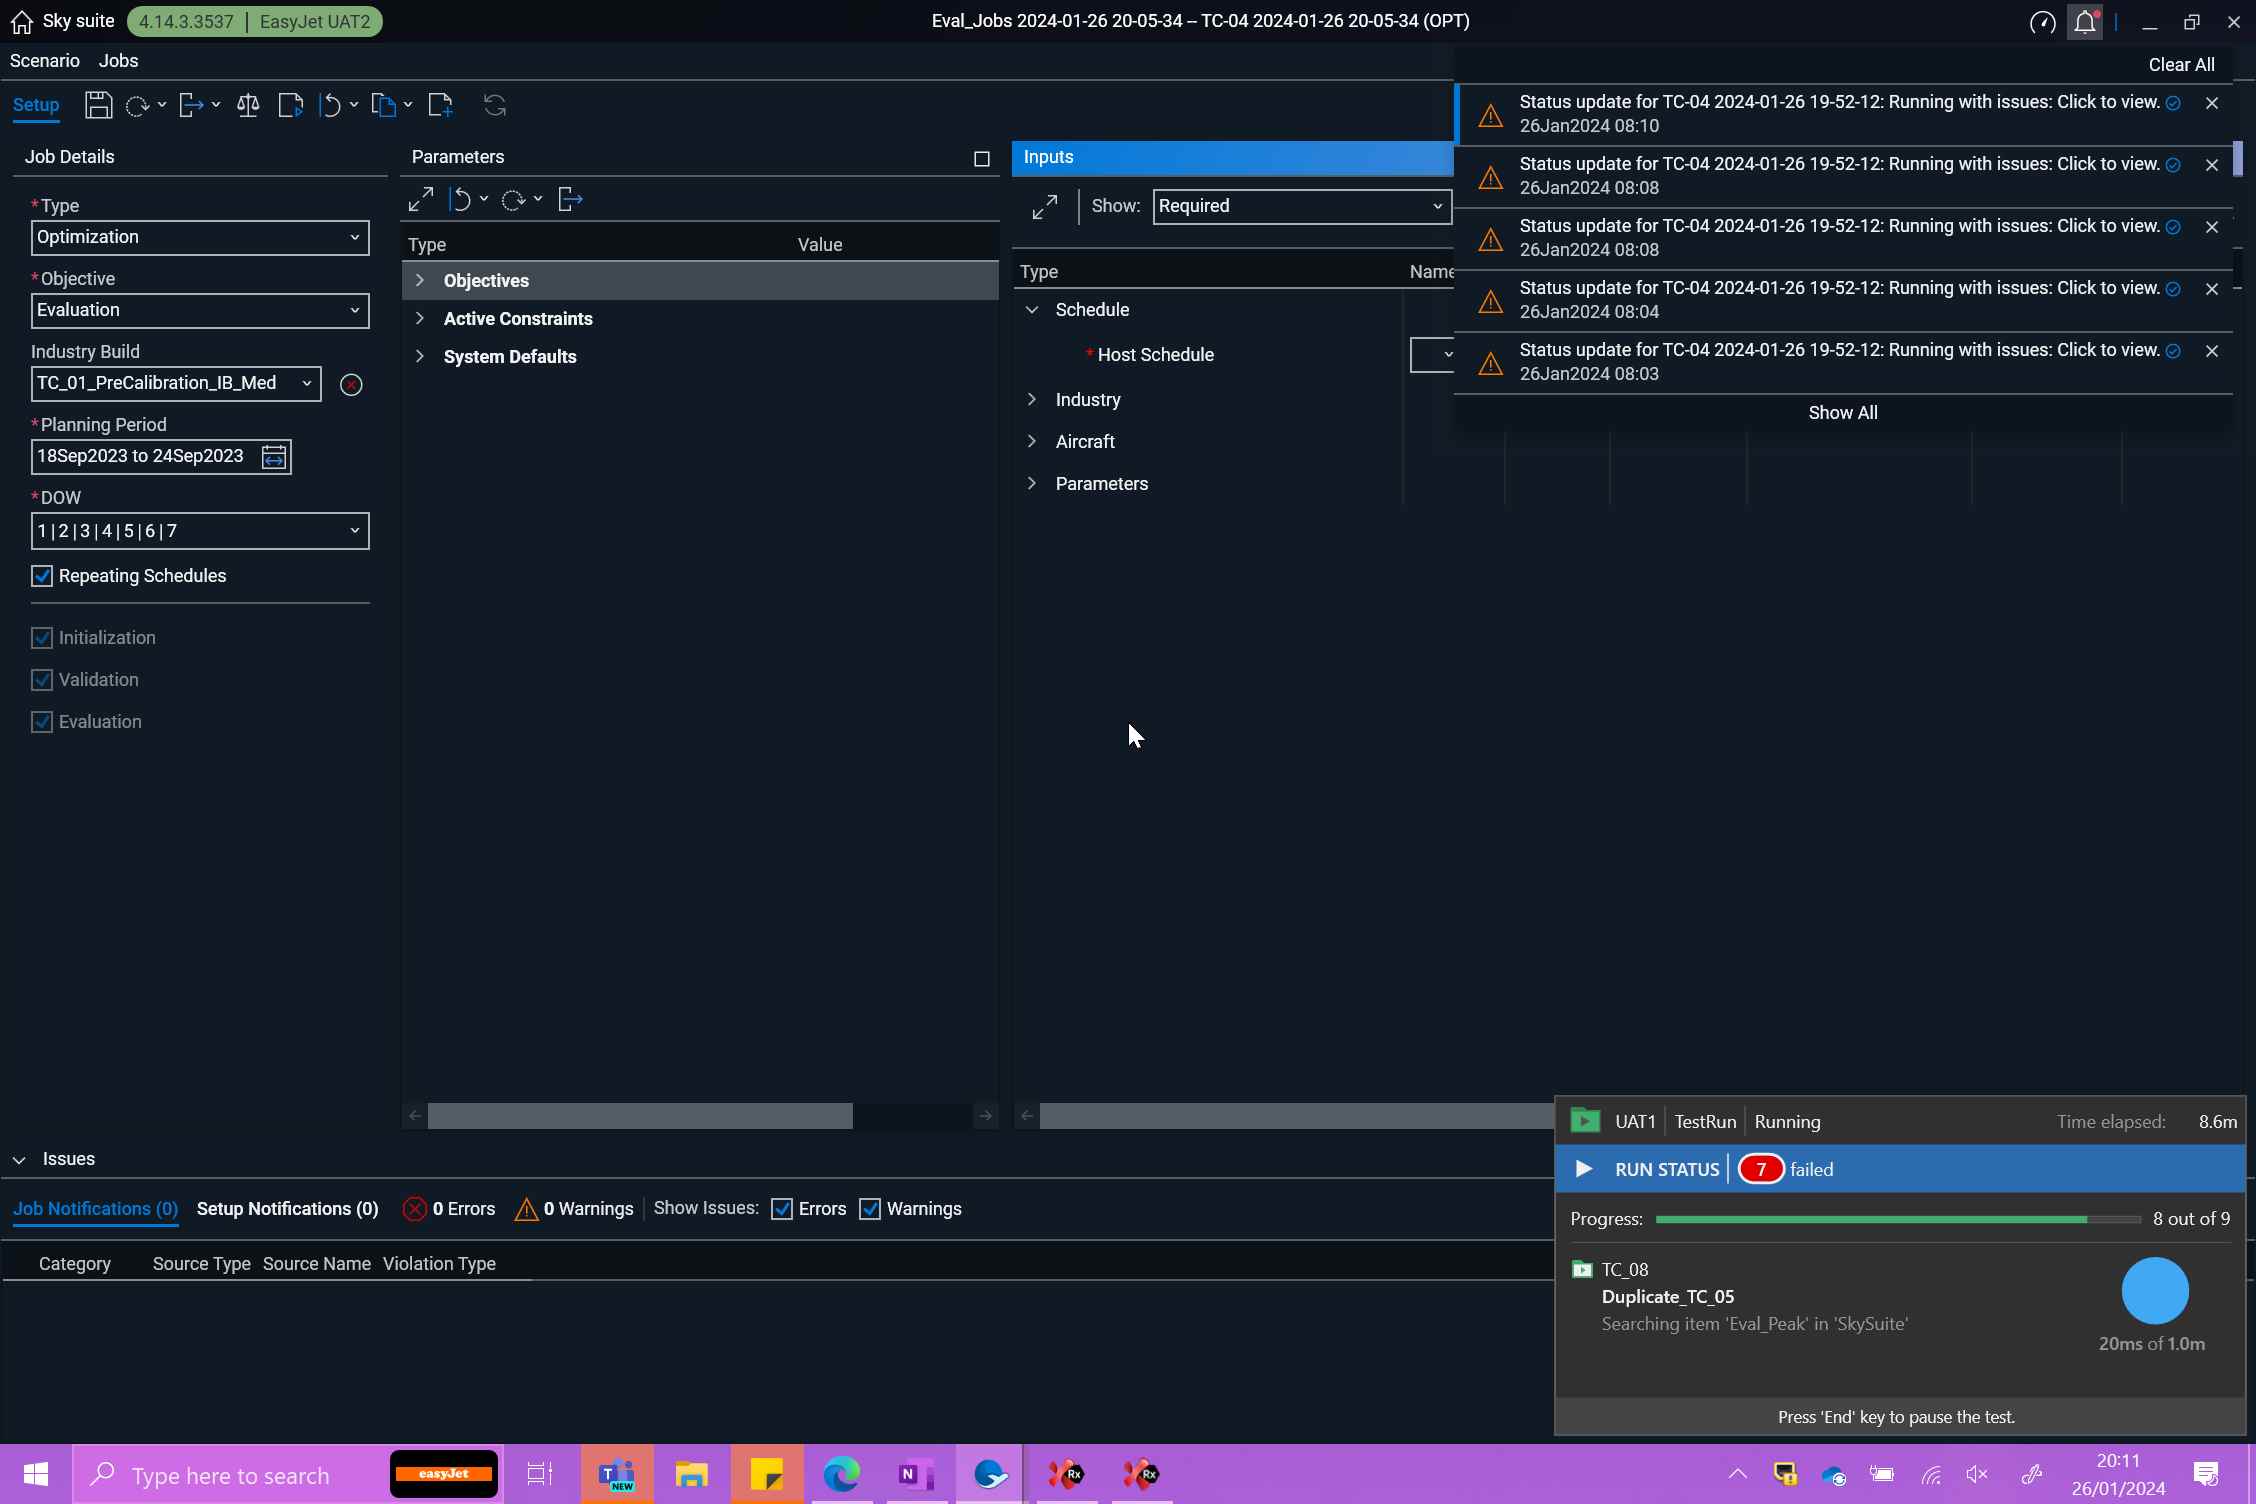 Sky suite 4.14.3.3537 | EasyJet UAT2
Eval_Jobs 2024-01-26 20-05-34 – TC-04 2024-01-26 20-05-34 (OPT)
Scenario Jobs
Setup
Job Details
*Type
Optimization
*Objective
Evaluation
Industry Build
TC_01_PreCalibration_IB_Med
*Planning Period
18Sep2023 to 24Sep2023
*DOW
1|2|3|4|5|6|7
Repeating Schedules
Initialization
Validation
Evaluation
Parameters
Type Value
Objectives
Active Constraints
System Defaults
Inputs
Show: Required
Type Name
Schedule
* Host Schedule
Industry
Aircraft
Parameters
Clear All
Status update for TC-04 2024-01-26 19-52-12: Running with issues: Click to view.
26Jan2024 08:10
Status update for TC-04 2024-01-26 19-52-12: Running with issues: Click to view.
26Jan2024 08:08
Status update for TC-04 2024-01-26 19-52-12: Running with issues: Click to view.
26Jan2024 08:08
Status update for TC-04 2024-01-26 19-52-12: Running with issues: Click to view.
26Jan2024 08:04
Status update for TC-04 2024-01-26 19-52-12: Running with issues: Click to view.
26Jan2024 08:03
Show All
Issues
Job Notifications (0) Setup Notifications (0) 0 Errors 0 Warnings Show Issues: Errors Warnings
Category Source Type Source Name Violation Type
UAT1 | TestRun | Running Time elapsed: 8.6m
RUN STATUS | 7 failed
Progress: 8 out of 9
TC_08
Duplicate_TC_05
Searching item 'Eval_Peak' in 'SkySuite'
20ms of 1.0m
Press 'End' key to pause the test.
Type here to search
easyJet
T
NEW
N
Rx
Rx
20:11
26/01/2024